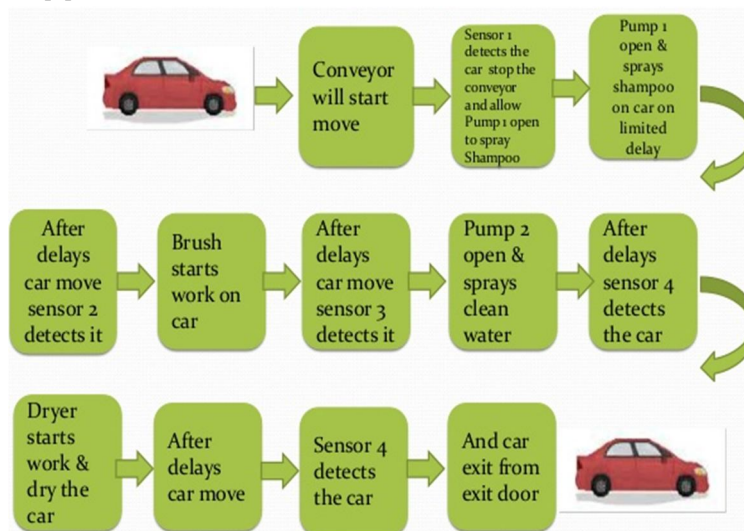 Conveyor
will start
move
Sensor 1
detects the
car stop the
conveyor
and allow
Pump 1 open
to spray
Shampoo
Pump 1
open &
sprays
shampoo
on car on
limited
delay
After
delays
car move
sensor 2
detects it
Brush
starts
work on
car
After
delays
car move
sensor 3
detects it
Pump 2
open &
sprays
clean
water
After
delays
sensor 4
detects
the car
Dryer
starts
work &
dry the
car
After
delays
car move
Sensor 4
detects
the car
And car
exit from
exit door